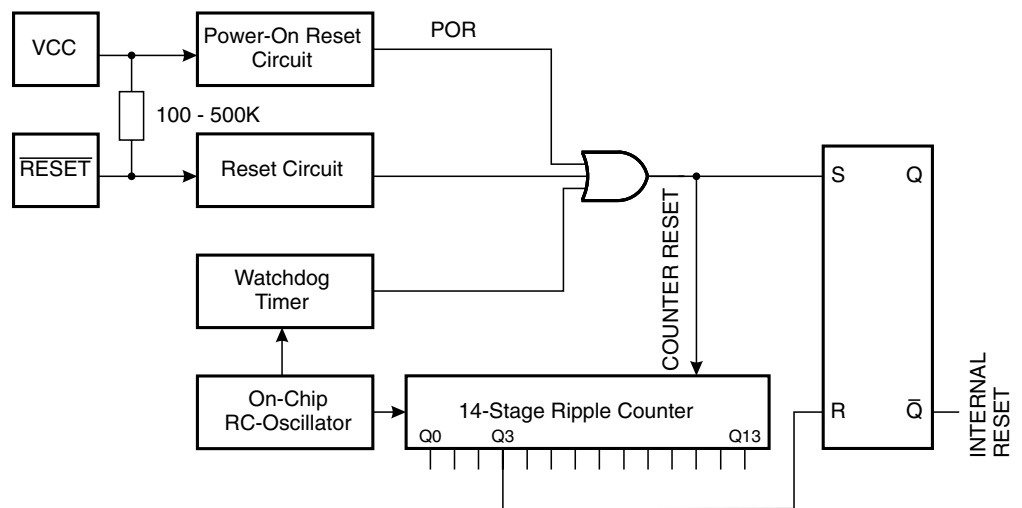 VCC
Power-On Reset
Circuit
POR
100 - 500K
RESET
Reset Circuit
S
Q
COUNTER RESET
Watchdog
Timer
On-Chip
RC-Oscillator
14-Stage Ripple Counter
Q0
Q3
Q13
R
Q̅
INTERNAL
RESET